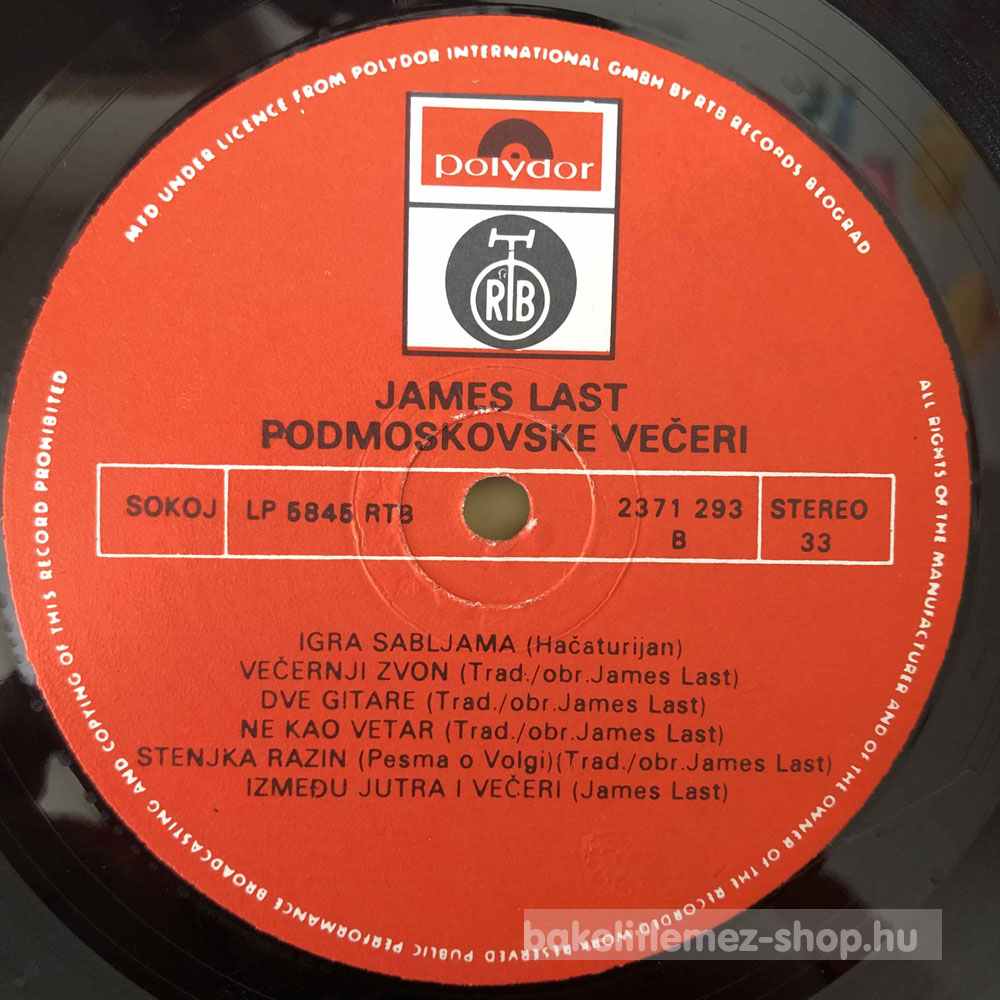 MFD UNDER LICENCE FROM POLYDOR INTERNATIONAL GMBH BY RTB RECORDS BEOGRAD
polydor
RTB
JAMES LAST
PODMOSKOVSKE VEČERI
SOKOJ LP 5845 RTB 2371 293 STEREO
B 33
IGRA SABLJAMA (Hačaturijan)
VEČERNJI ZVON (Trad./obr.James Last)
DVE GITARE (Trad./obr.James Last)
NE KAO VETAR (Trad./obr.James Last)
STENJKA RAZIN (Pesma o Volgi)(Trad./obr.James Last)
IZMEĐU JUTRA I VEČERI (James Last)
ALL RIGHTS OF THE MANUFACTURER AND OF THE OWNER OF THE RECORDED WORK RESERVED PUBLIC PERFORMANCE BROADCASTING AND COPYING OF THIS RECORD PROHIBITED
bakelitlemez-shop.hu